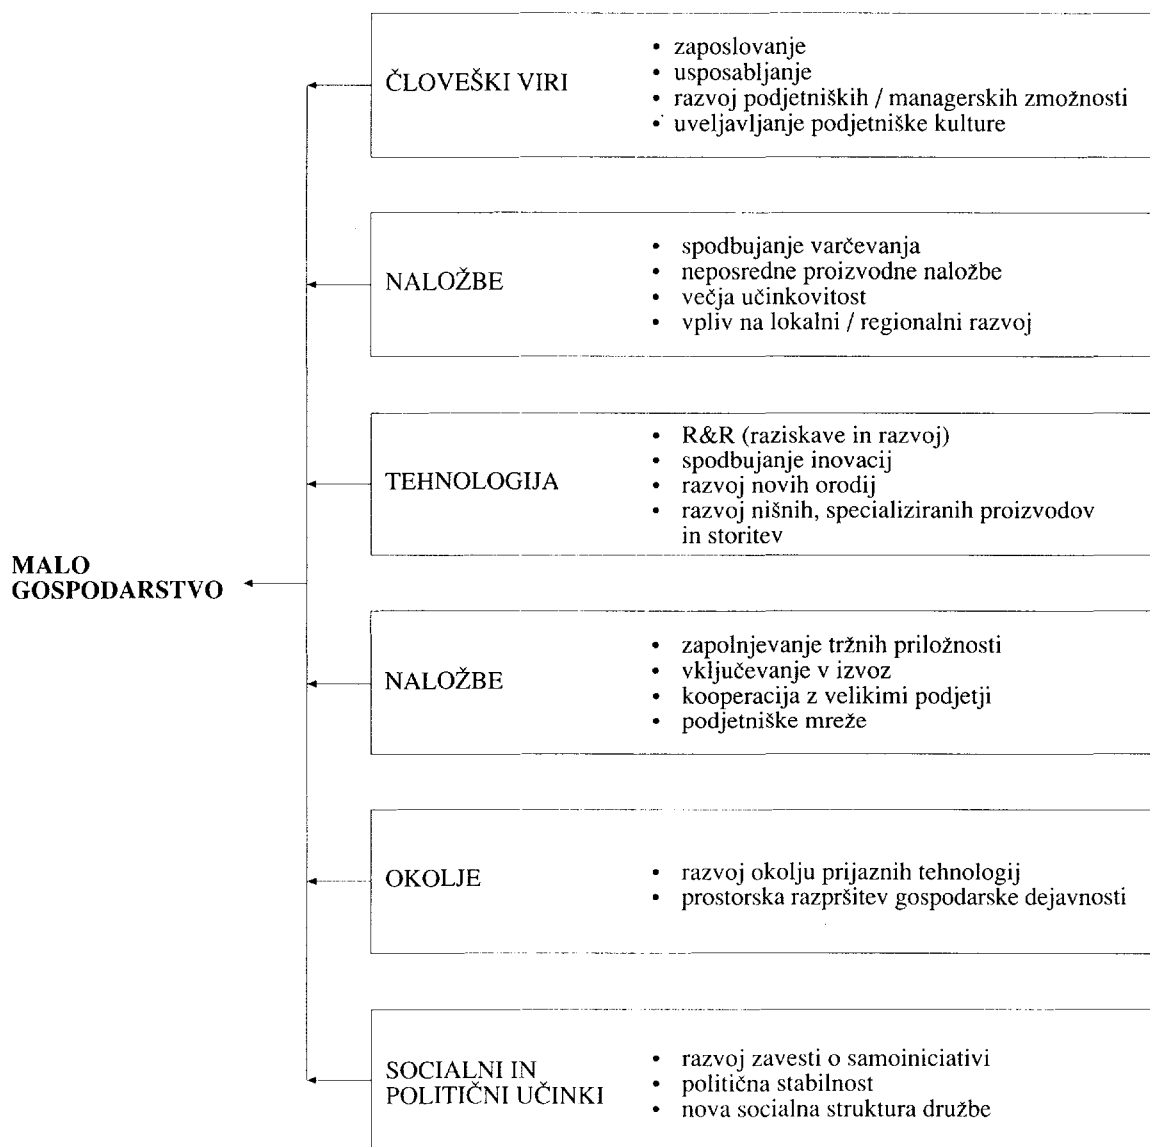 ČLOVEŠKI VIRI
• zaposlovanje
• usposabljanje
• razvoj podjetniških / managerskih zmožnosti
• uveljavljanje podjetniške kulture
NALOŽBE
• spodbujanje varčevanja
• neposredne proizvodne naložbe
• večja učinkovitost
• vpliv na lokalni / regionalni razvoj
TEHNOLOGIJA
• R&R (raziskave in razvoj)
• spodbujanje inovacij
• razvoj novih orodij
• razvoj nišnih, specializiranih proizvodov
in storitev
MALO
GOSPODARSTVO
NALOŽBE
• zapolnjevanje tržnih priložnosti
• vključevanje v izvoz
• kooperacija z velikimi podjetji
• podjetniške mreže
OKOLJE
• razvoj okolju prijaznih tehnologij
• prostorska razpršitev gospodarske dejavnosti
SOCIALNI IN
POLITIČNI UČINKI
• razvoj zavesti o samoiniciativi
• politična stabilnost
• nova socialna struktura družbe